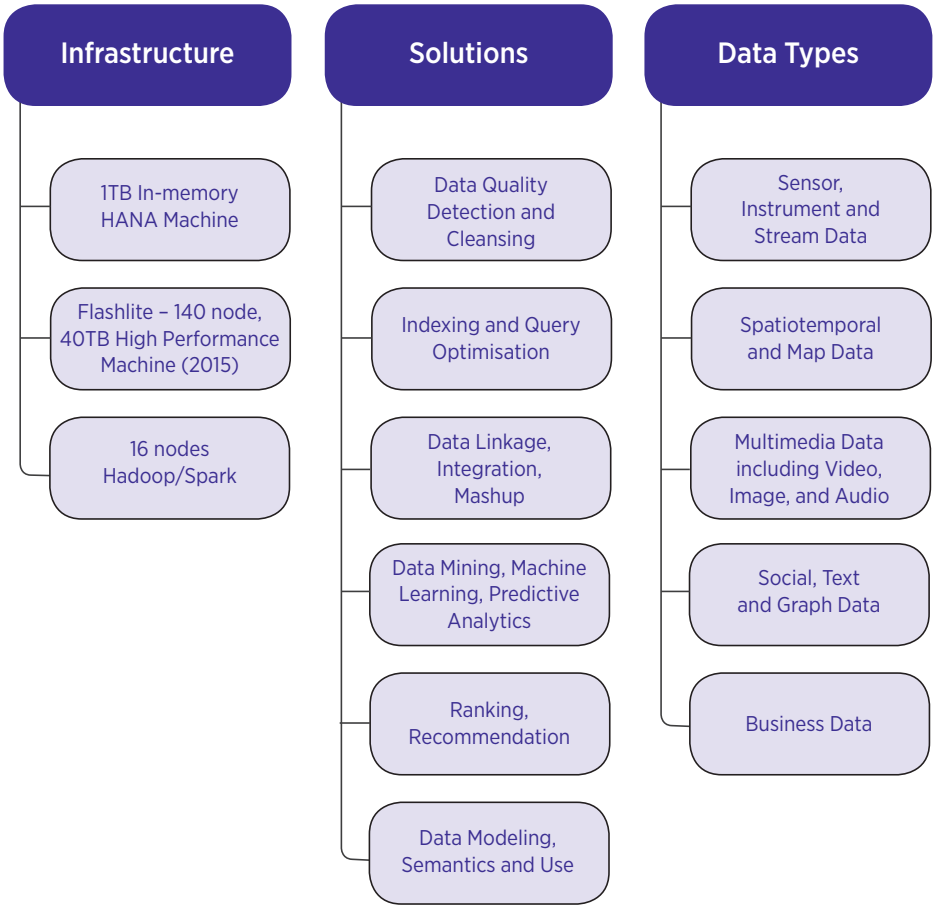 Infrastructure
1TB In-memory
HANA Machine
Flashlite – 140 node,
40TB High Performance
Machine (2015)
16 nodes
Hadoop/Spark
Solutions
Data Quality
Detection and
Cleansing
Indexing and Query
Optimisation
Data Linkage,
Integration,
Mashup
Data Mining, Machine
Learning, Predictive
Analytics
Ranking,
Recommendation
Data Modeling,
Semantics and Use
Data Types
Sensor,
Instrument and
Stream Data
Spatiotemporal
and Map Data
Multimedia Data
including Video,
Image, and Audio
Social, Text
and Graph Data
Business Data